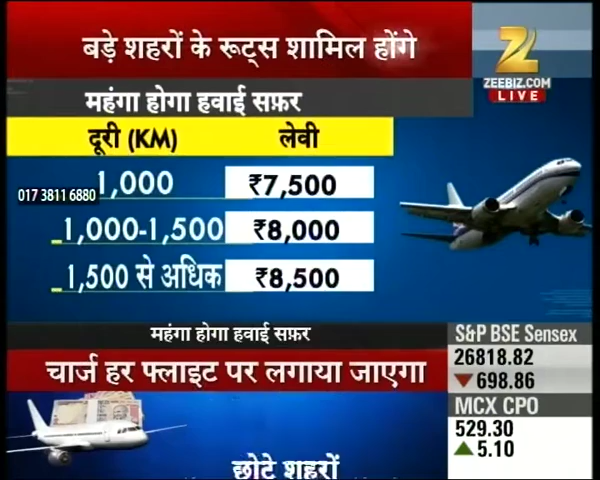 बड़े शहरों के रूट्स शामिल होंगे
Z
ZEEBIZ.COM
LIVE
महंगा होगा हवाई सफ़र
दूरी (KM) लेवी
1,000 ₹7,500
017 3811 6880
1,000-1,500 ₹8,000
1,500 से अधिक ₹8,500
महंगा होगा हवाई सफ़र
चार्ज हर फ्लाइट पर लगाया जाएगा
छोटे शहरों
S&P BSE Sensex
26818.82
698.86
MCX CPO
529.30
5.10